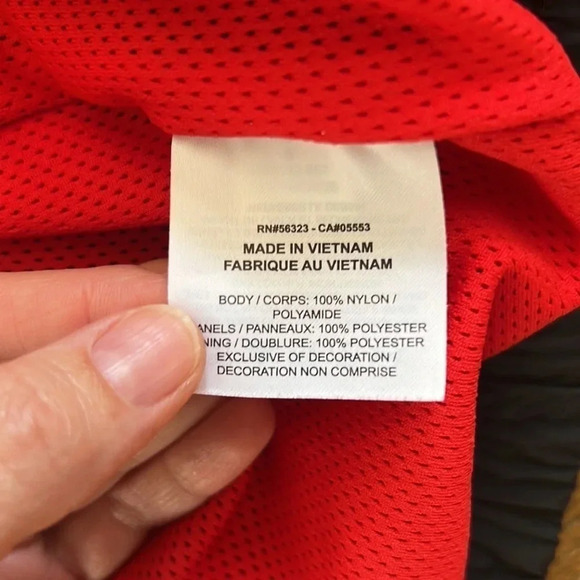 RN#56323 - CA#05553
MADE IN VIETNAM
FABRIQUE AU VIETNAM
BODY / CORPS: 100% NYLON /
POLYAMIDE
ANELS / PANNEAUX: 100% POLYESTER
NING / DOUBLURE: 100% POLYESTER
EXCLUSIVE OF DECORATION /
DECORATION NON COMPRISE